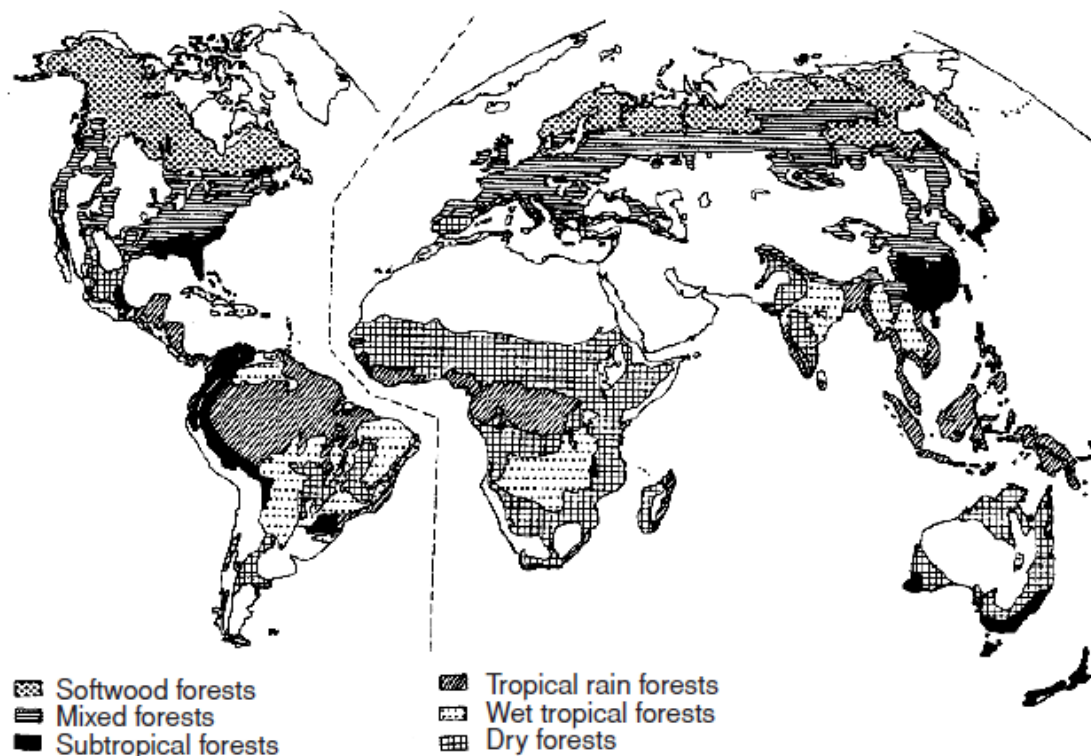 Softwood forests
Mixed forests
Subtropical forests
Tropical rain forests
Wet tropical forests
Dry forests